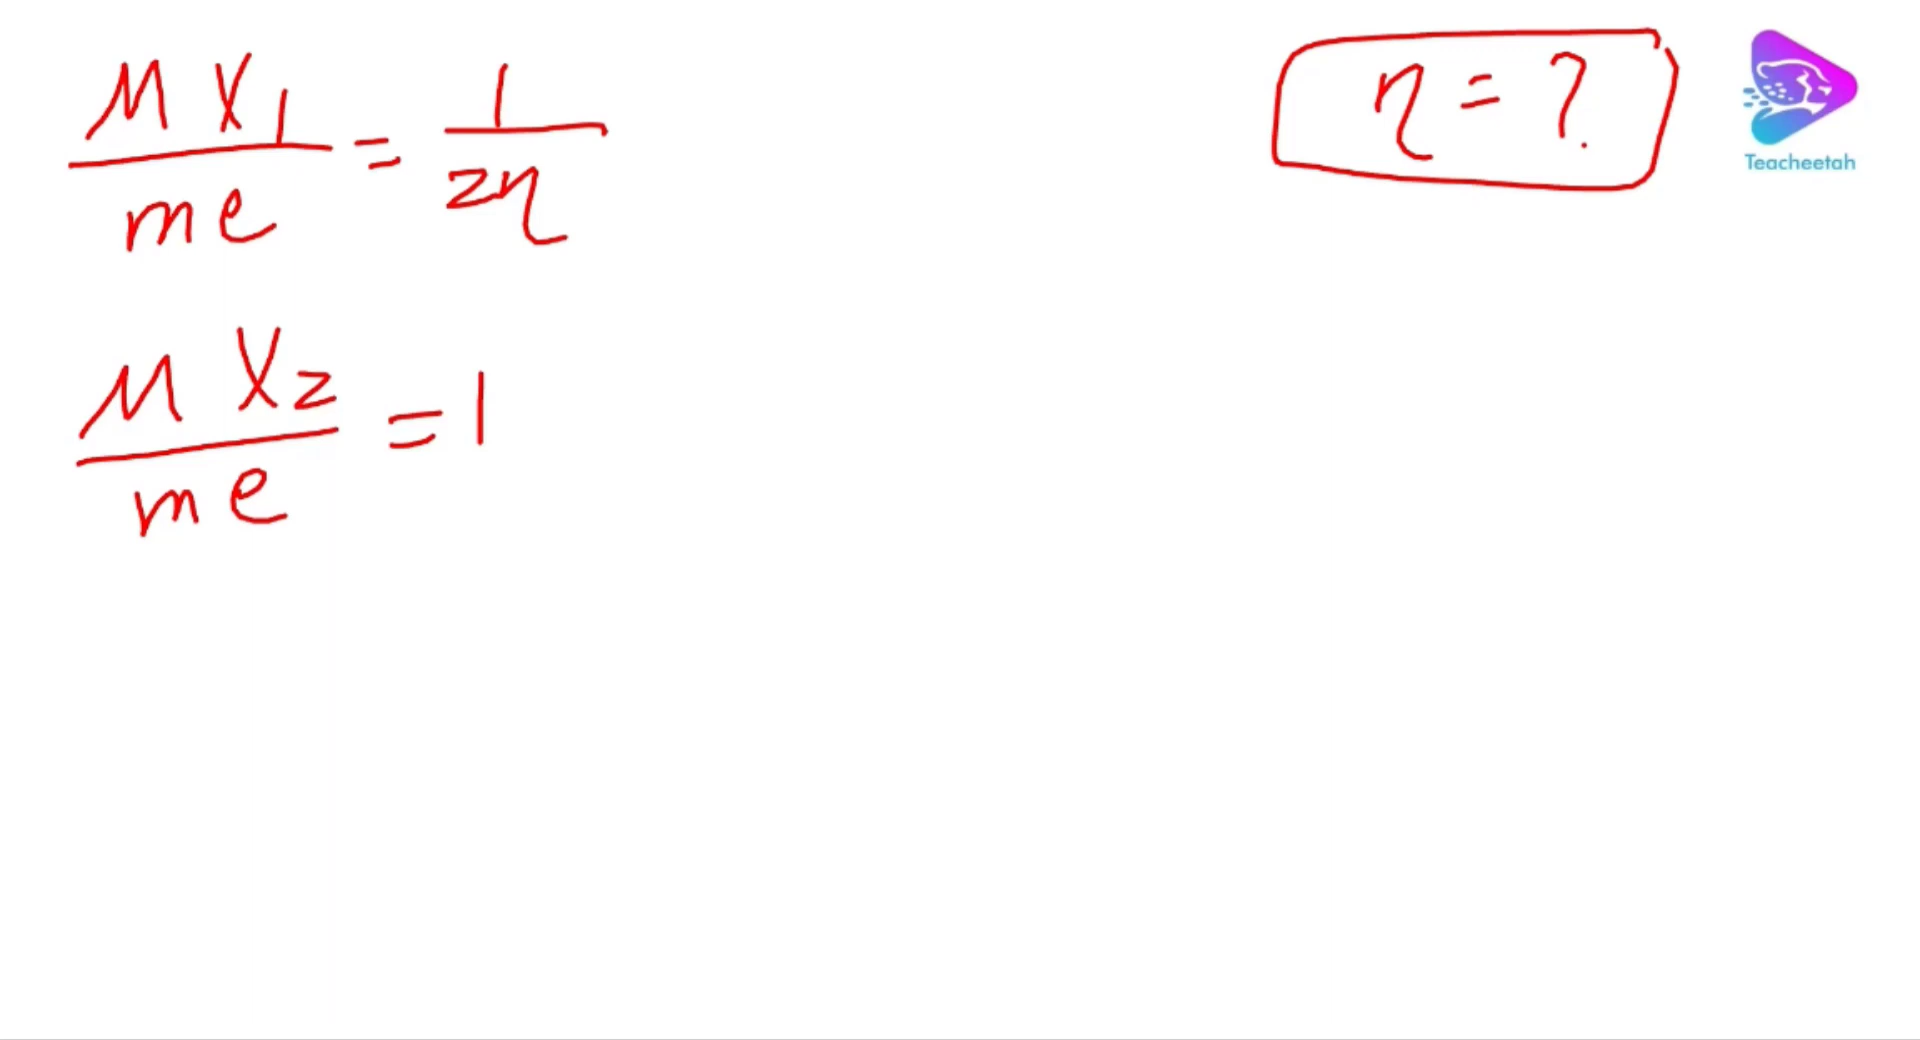 μ X₁ / me = 1 / 2η
η = ?
Teacheetah
μ X₂ / me = 1